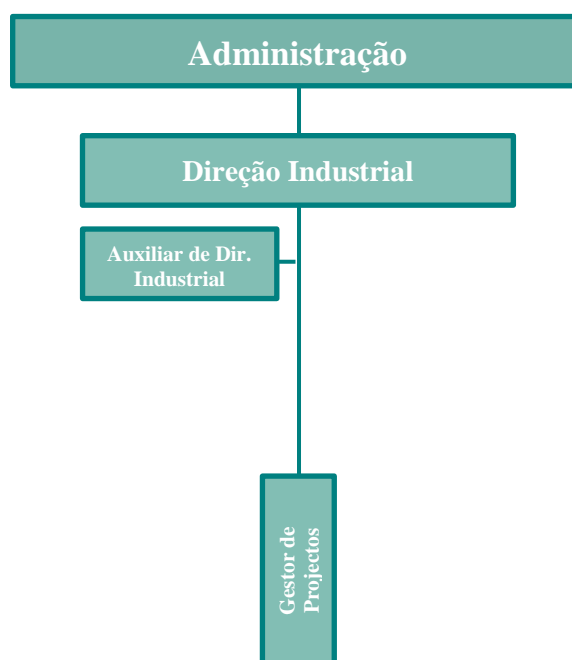 Administração
Direção Industrial
Auxiliar de Dir.
Industrial
Gestor de
Projectos